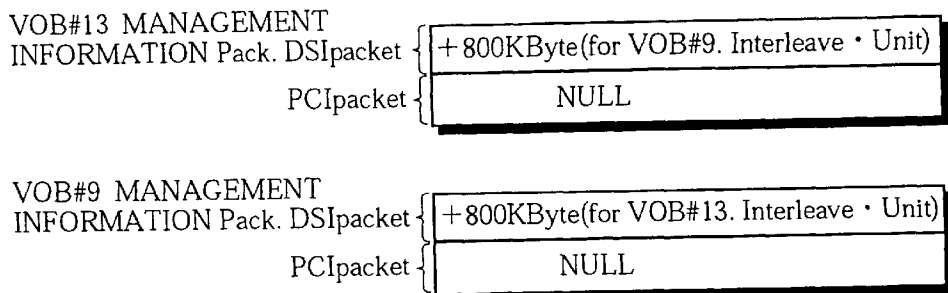 VOB#13 MANAGEMENT
INFORMATION Pack. DSIpacket +800KByte(for VOB#9. Interleave・Unit)
PCIpacket NULL
VOB#9 MANAGEMENT
INFORMATION Pack. DSIpacket +800KByte(for VOB#13. Interleave・Unit)
PCIpacket NULL